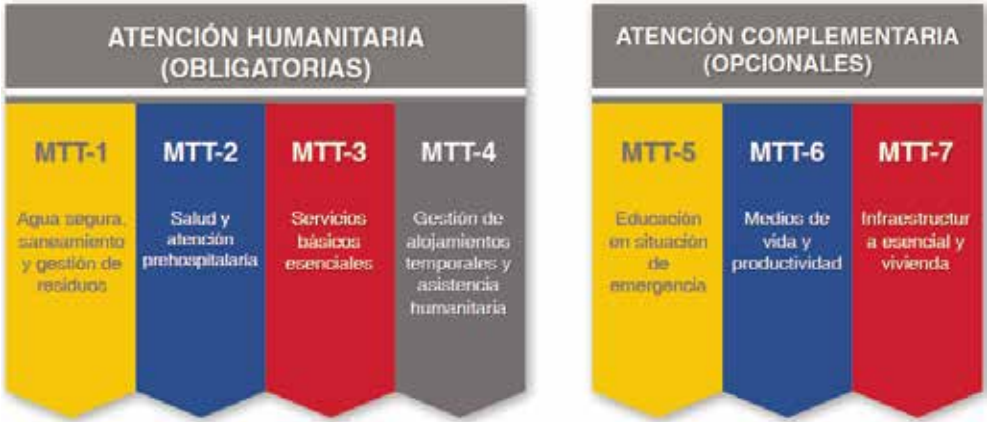 ATENCIÓN HUMANITARIA
(OBLIGATORIAS)
MTT-1
Agua segura,
saneamiento
y gestión de
residuos
MTT-2
Salud y
atención
prehospitalaria
MTT-3
Servicios
básicos
esenciales
MTT-4
Gestión de
alojamientos
temporales y
asistencia
humanitaria
ATENCIÓN COMPLEMENTARIA
(OPCIONALES)
MTT-5
Educación
en situación
de
emergencia
MTT-6
Medios de
vida y
productividad
MTT-7
Infraestructur
a esencial y
vivienda